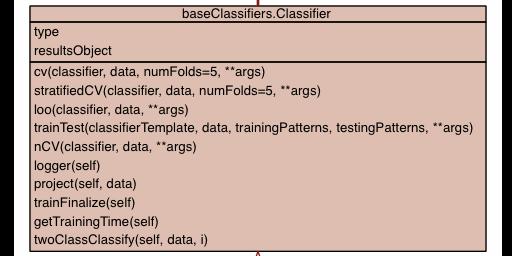 baseClassifiers.Classifier
type
resultsObject
cv(classifier, data, numFolds=5, **args)
stratifiedCV(classifier, data, numFolds=5, **args)
loo(classifier, data, **args)
trainTest(classifierTemplate, data, trainingPatterns, testingPatterns, **args)
nCV(classifier, data, **args)
logger(self)
project(self, data)
trainFinalize(self)
getTrainingTime(self)
twoClassClassify(self, data, i)